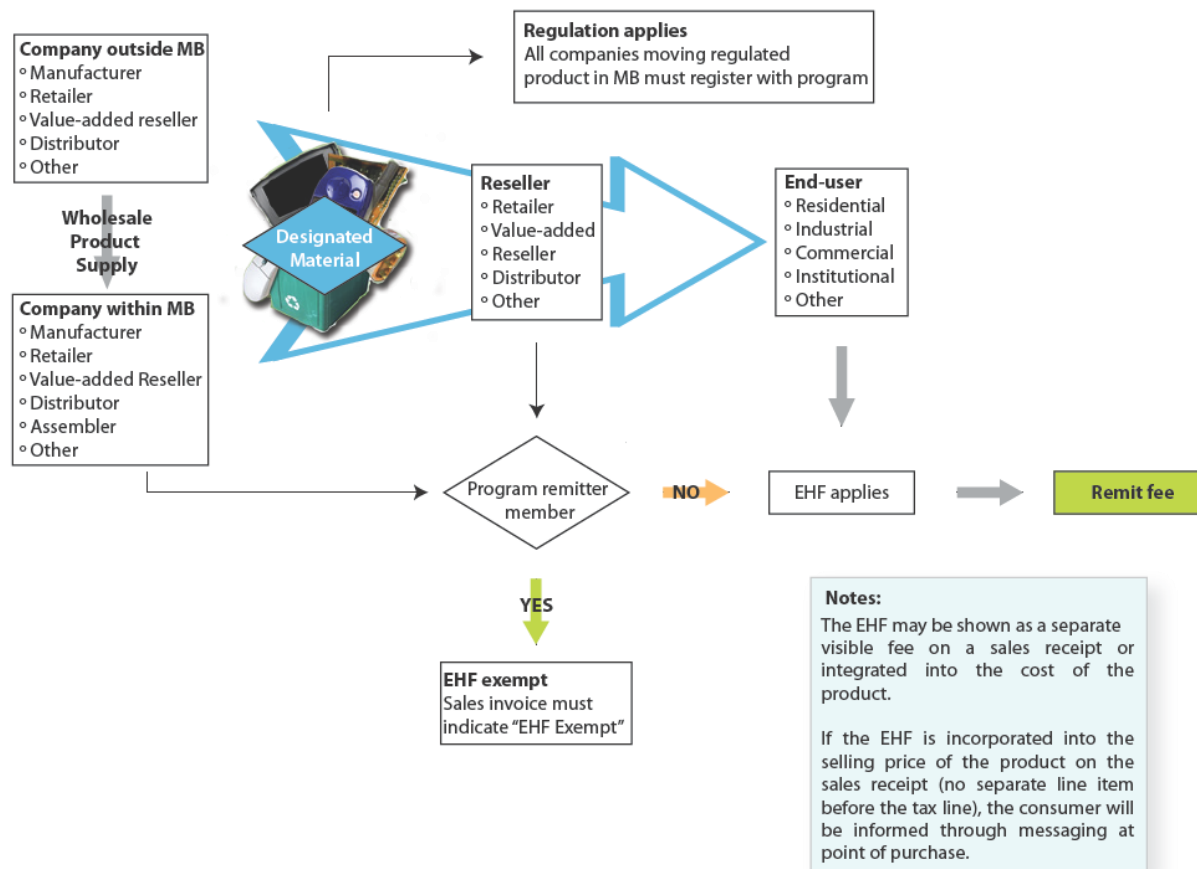 Company outside MB
° Manufacturer
° Retailer
° Value-added reseller
° Distributor
° Other
Wholesale
Product
Supply
Company within MB
° Manufacturer
° Retailer
° Value-added Reseller
° Distributor
° Assembler
° Other
Regulation applies
All companies moving regulated
product in MB must register with program
Designated
Material
Reseller
° Retailer
° Value-added
° Reseller
° Distributor
° Other
End-user
° Residential
° Industrial
° Commercial
° Institutional
° Other
Program remitter
member
NO
EHF applies
Remit fee
YES
EHF exempt
Sales invoice must
indicate “EHF Exempt”
Notes:
The EHF may be shown as a separate
visible fee on a sales receipt or
integrated into the cost of the
product.
If the EHF is incorporated into the
selling price of the product on the
sales receipt (no separate line item
before the tax line), the consumer will
be informed through messaging at
point of purchase.